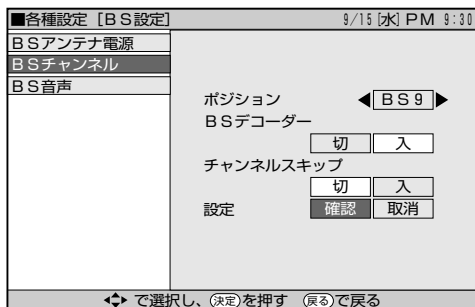 ■各種設定［BS設定］ 9/15[水]PM 9:30
BSアンテナ電源
BSチャンネル
BS音声
ポジション ◀BS9▶
BSデコーダー
切 入
チャンネルスキップ
切 入
設定 確認 取消
で選択し、決定を押す 戻るで戻る